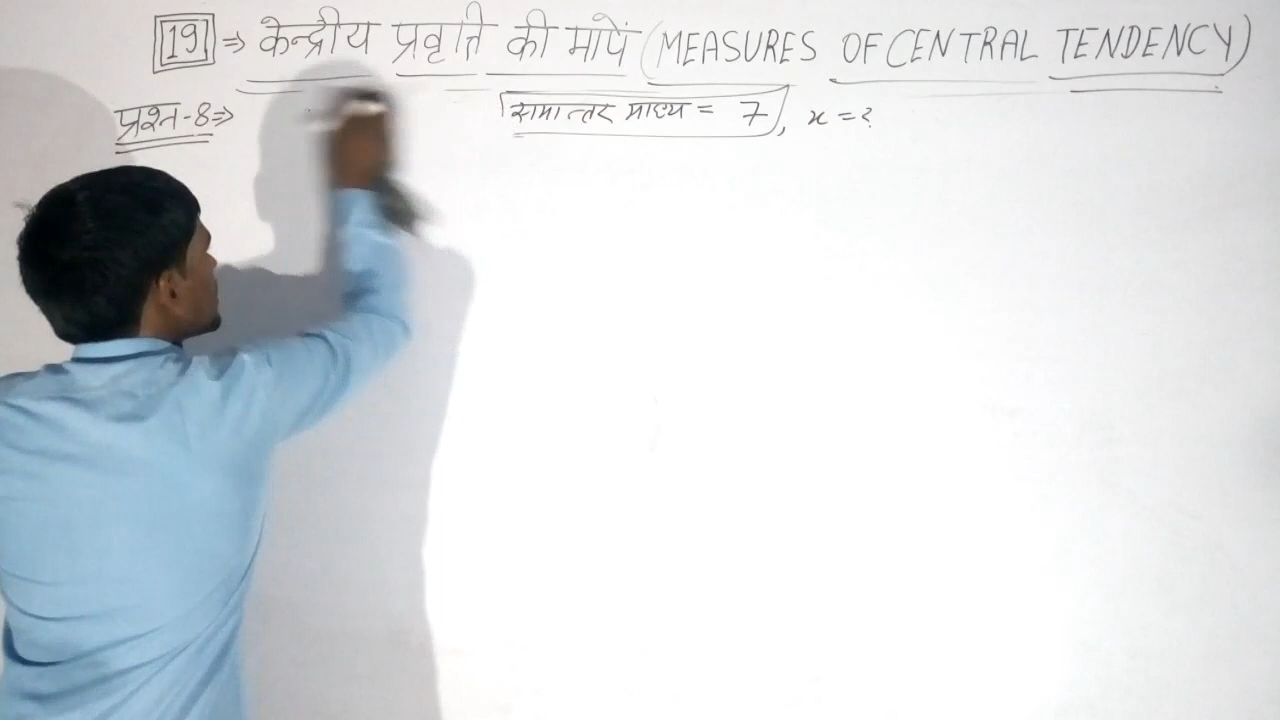 19 ⇒ केन्द्रीय प्रवृत्ति की मापें (MEASURES OF CENTRAL TENDENCY)
प्रश्न-8⇒ समान्तर माध्य = 7, x = ?